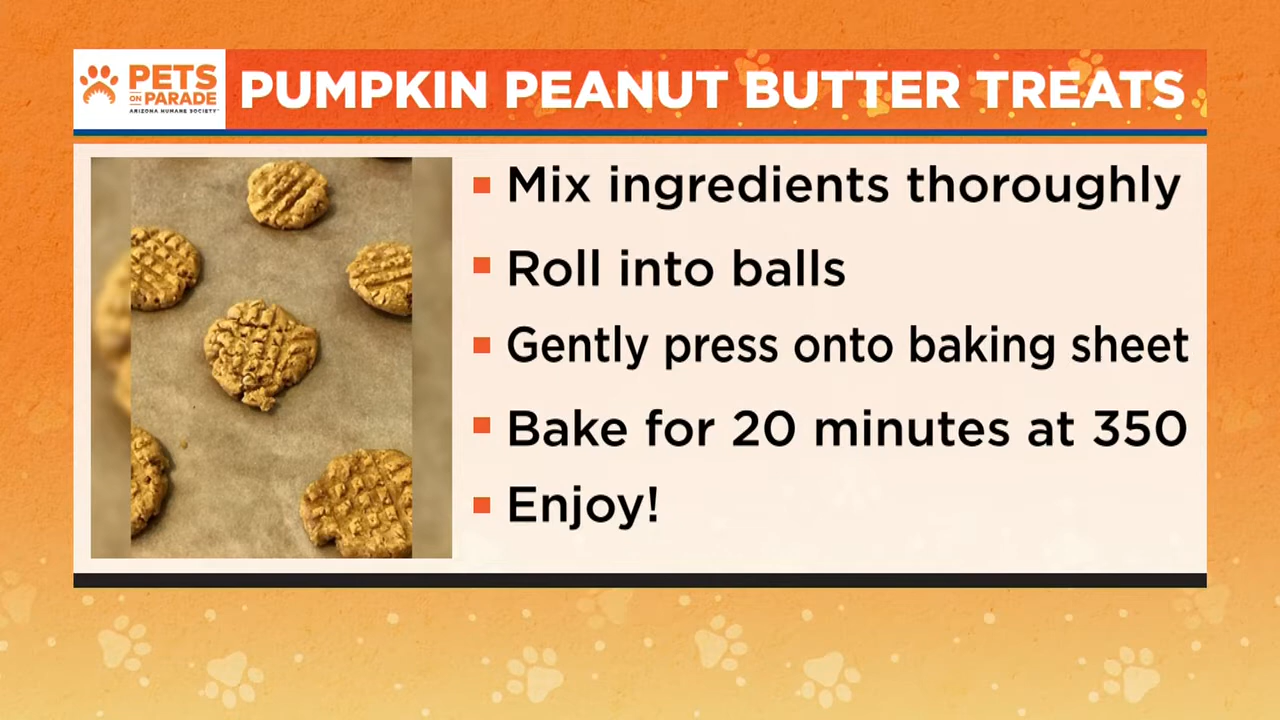 PETS
ON PARADE
ARIZONA HUMANE SOCIETY
PUMPKIN PEANUT BUTTER TREATS
Mix ingredients thoroughly
Roll into balls
Gently press onto baking sheet
Bake for 20 minutes at 350
Enjoy!